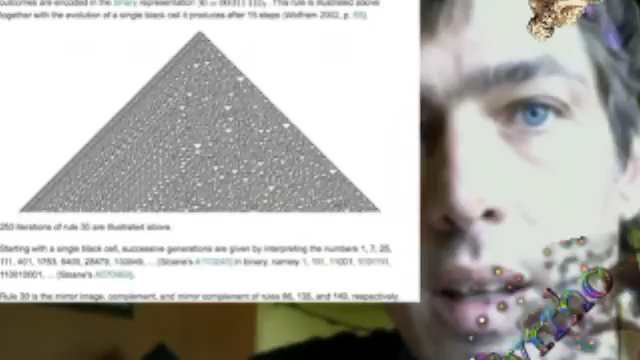 outcomes are encoded in the binary representation 30 = 00011110₂. This rule is illustrated above
together with the evolution of a single black cell it produces after 15 steps (Wolfram 2002, p. 55).
250 iterations of rule 30 are illustrated above.
Starting with a single black cell, successive generations are given by interpreting the numbers 1, 7, 25,
111, 401, 1783, 6409, 28479, 102849, ... (Sloane's) in binary, namely 1, 111, 11001,
110010001, ... (Sloane's).
Rule 30 is the mirror image, complement, and mirror complement of rules 86, 135, and 149, respectively.